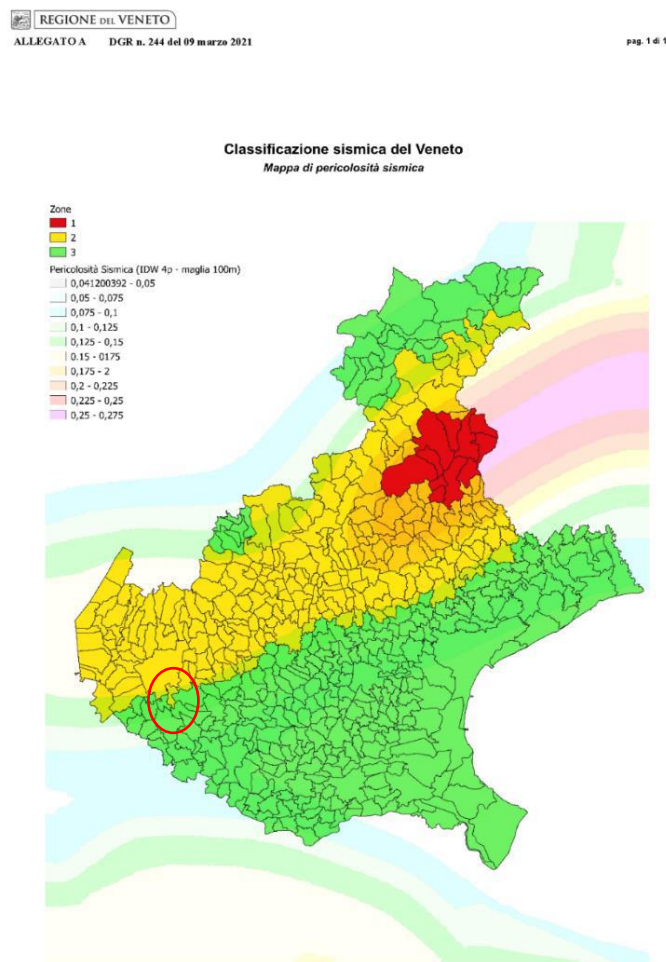 REGIONE DEL VENETO
ALLEGATO A DGR n. 244 del 09 marzo 2021 pag. 1 di 1
Classificazione sismica del Veneto
Mappa di pericolosità sismica
Zone
1
2
3
Pericolosità Sismica (IDW 4p - maglia 100m)
0,041200392 - 0,05
0,05 - 0,075
0,075 - 0,1
0,1 - 0,125
0,125 - 0,15
0.15 - 0175
0,175 - 2
0,2 - 0,225
0,225 - 0,25
0,25 - 0,275